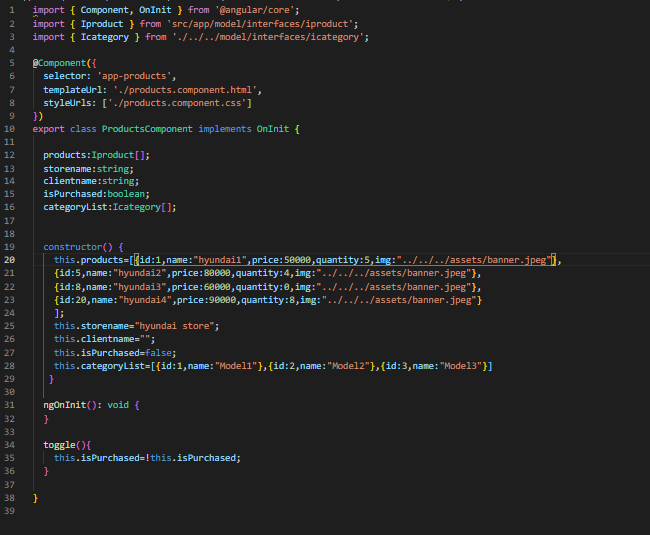 1 import { Component, OnInit } from '@angular/core';
2 import { Iproduct } from 'src/app/model/interfaces/iproduct';
3 import { Icategory } from './../../model/interfaces/icategory';
4
5 @Component({
6 selector: 'app-products',
7 templateUrl: './products.component.html',
8 styleUrls: ['./products.component.css']
9 })
10 export class ProductsComponent implements OnInit {
11
12 products:Iproduct[];
13 storename:string;
14 clientname:string;
15 isPurchased:boolean;
16 categoryList:Icategory[];
17
18
19 constructor() {
20 this.products=[{id:1,name:"hyundai1",price:50000,quantity:5,img:"../../../assets/banner.jpeg"},
21 {id:5,name:"hyundai2",price:80000,quantity:4,img:"../../../assets/banner.jpeg"},
22 {id:8,name:"hyundai3",price:60000,quantity:0,img:"../../../assets/banner.jpeg"},
23 {id:20,name:"hyundai4",price:90000,quantity:8,img:"../../../assets/banner.jpeg"}
24 ];
25 this.storename="hyundai store";
26 this.clientname="";
27 this.isPurchased=false;
28 this.categoryList=[{id:1,name:"Model1"},{id:2,name:"Model2"},{id:3,name:"Model3"}]
29 }
30
31 ngOnInit(): void {
32 }
33
34 toggle(){
35 this.isPurchased=!this.isPurchased;
36 }
37
38 }
39